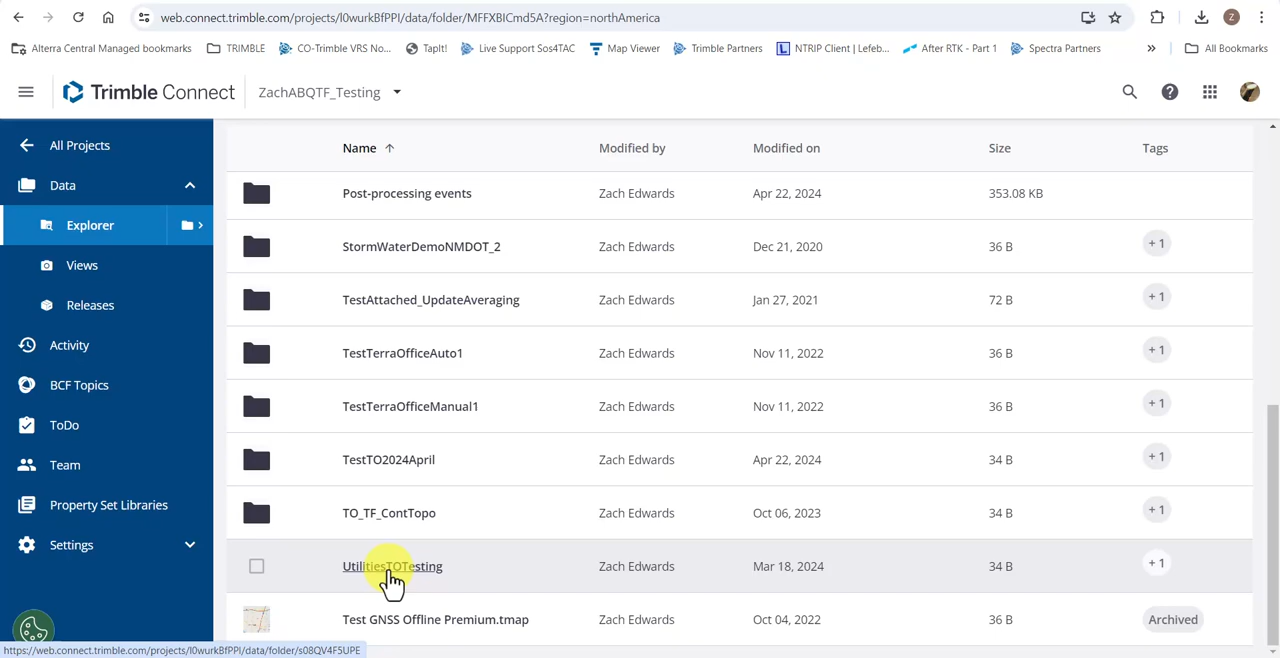 web.connect.trimble.com/projects/l0wurkBfPPI/data/folder/MFFXBICmd5A?region=northAmerica
Z
Alterra Central Managed bookmarks TRIMBLE CO-Trimble VRS No... TapIt! Live Support Sos4TAC Map Viewer Trimble Partners L NTRIP Client | Lefeb... After RTK - Part 1 Spectra Partners » All Bookmarks
Trimble Connect ZachABQTF_Testing
All Projects
Data
Explorer
Views
Releases
Activity
BCF Topics
ToDo
Team
Property Set Libraries
Settings
Name Modified by Modified on Size Tags
Post-processing events Zach Edwards Apr 22, 2024 353.08 KB
StormWaterDemoNMDOT_2 Zach Edwards Dec 21, 2020 36 B + 1
TestAttached_UpdateAveraging Zach Edwards Jan 27, 2021 72 B + 1
TestTerraOfficeAuto1 Zach Edwards Nov 11, 2022 36 B + 1
TestTerraOfficeManual1 Zach Edwards Nov 11, 2022 36 B + 1
TestTO2024April Zach Edwards Apr 22, 2024 34 B + 1
TO_TF_ContTopo Zach Edwards Oct 06, 2023 34 B + 1
UtilitiesTOTesting Zach Edwards Mar 18, 2024 34 B + 1
Test GNSS Offline Premium.tmap Zach Edwards Oct 04, 2022 36 B Archived
https://web.connect.trimble.com/projects/l0wurkBfPPI/data/folder/s08QV4F5UPE